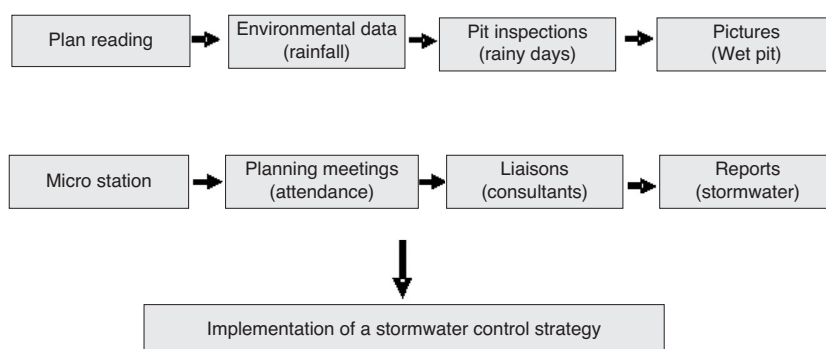 Plan reading
Environmental data
(rainfall)
Pit inspections
(rainy days)
Pictures
(Wet pit)
Micro station
Planning meetings
(attendance)
Liaisons
(consultants)
Reports
(stormwater)
Implementation of a stormwater control strategy